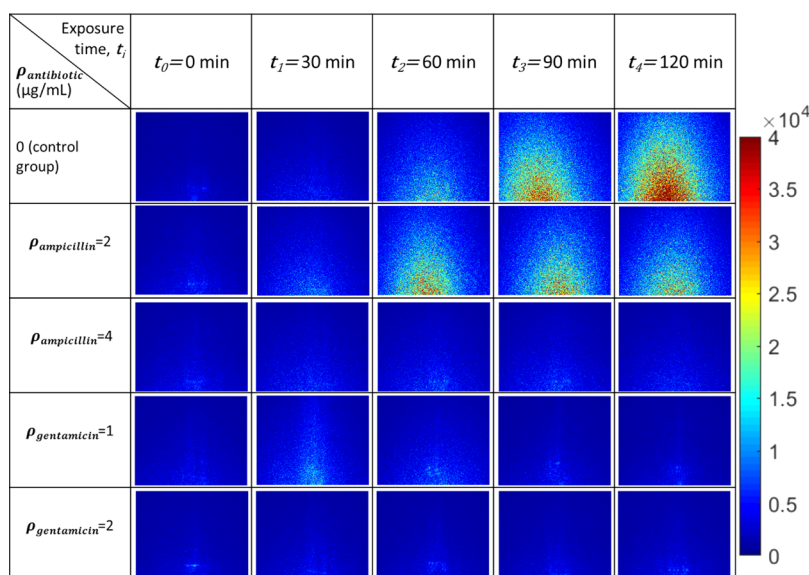 Exposure
time, tᵢ
ρantibiotic
(µg/mL)
t₀=0 min
t₁=30 min
t₂=60 min
t₃=90 min
t₄=120 min
0 (control
group)
ρampicillin=2
ρampicillin=4
ρgentamicin=1
ρgentamicin=2
×10⁴
4
3.5
3
2.5
2
1.5
1
0.5
0